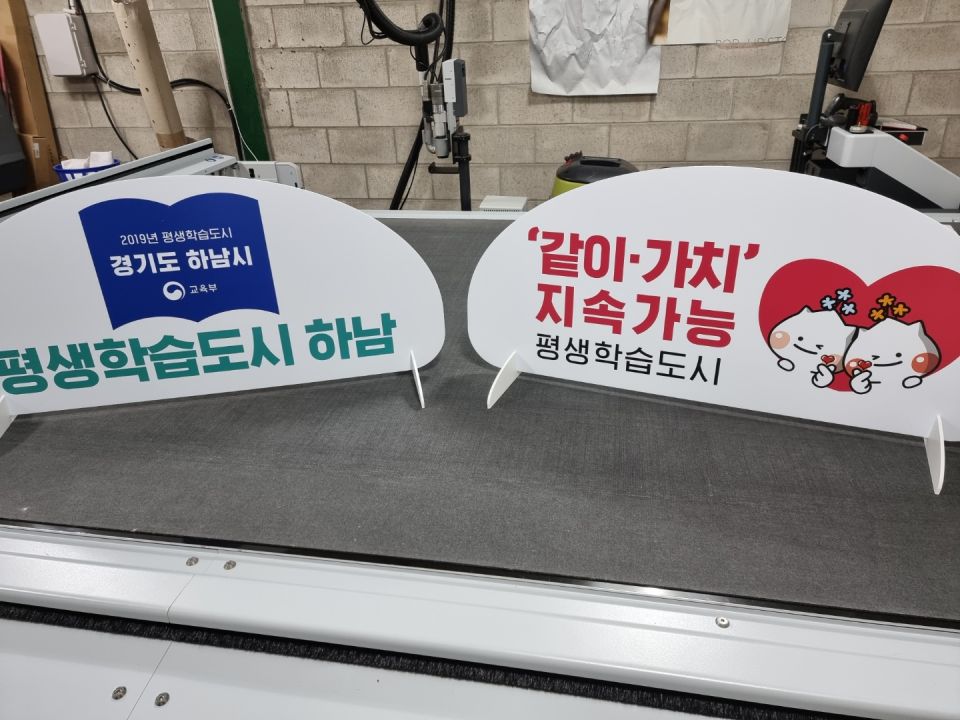 2019년 평생학습도시
경기도 하남시
교육부
평생학습도시 하남
'같이·가치'
지속가능
평생학습도시